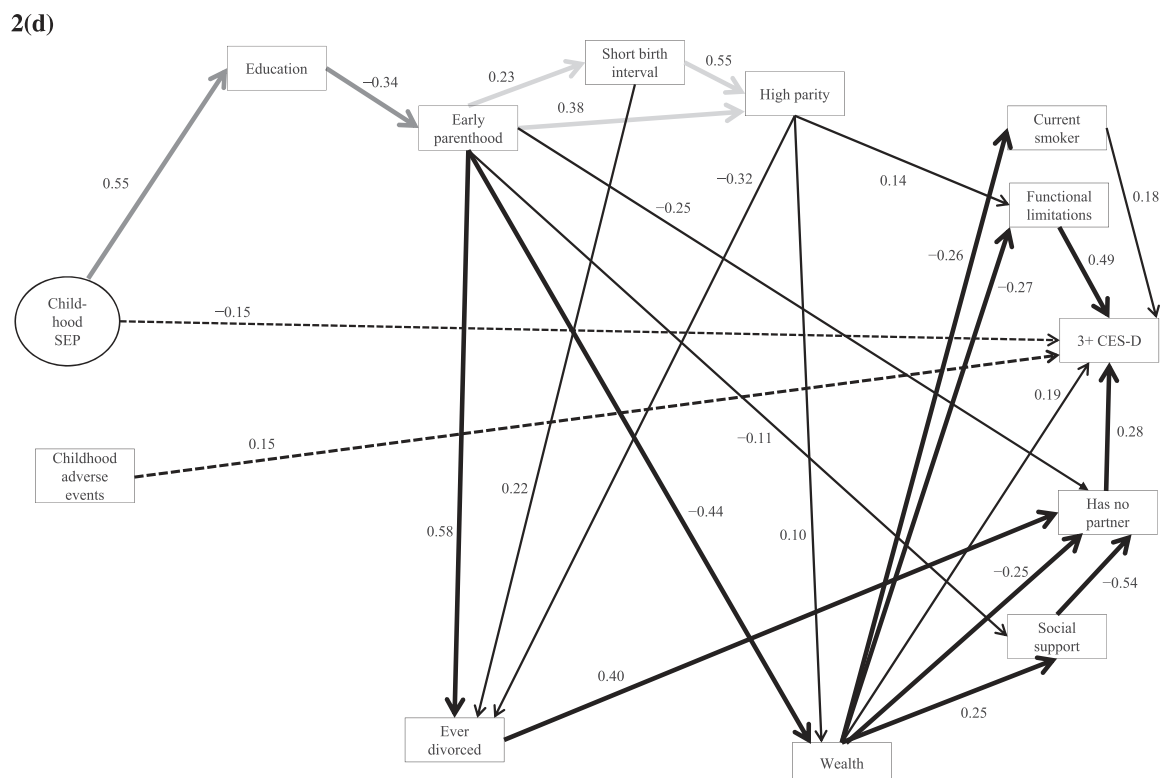 2(d)
Education
Short birth
interval
High parity
Early
parenthood
Current
smoker
Functional
limitations
Child-
hood
SEP
3+ CES-D
Childhood
adverse
events
Has no
partner
Social
support
Ever
divorced
Wealth
−0.34
0.23
0.55
0.38
0.55
−0.32
0.14
0.18
−0.25
−0.26
0.49
−0.27
−0.15
0.19
0.15
−0.11
0.28
0.22
−0.44
0.58
0.10
−0.25
−0.54
0.40
0.25